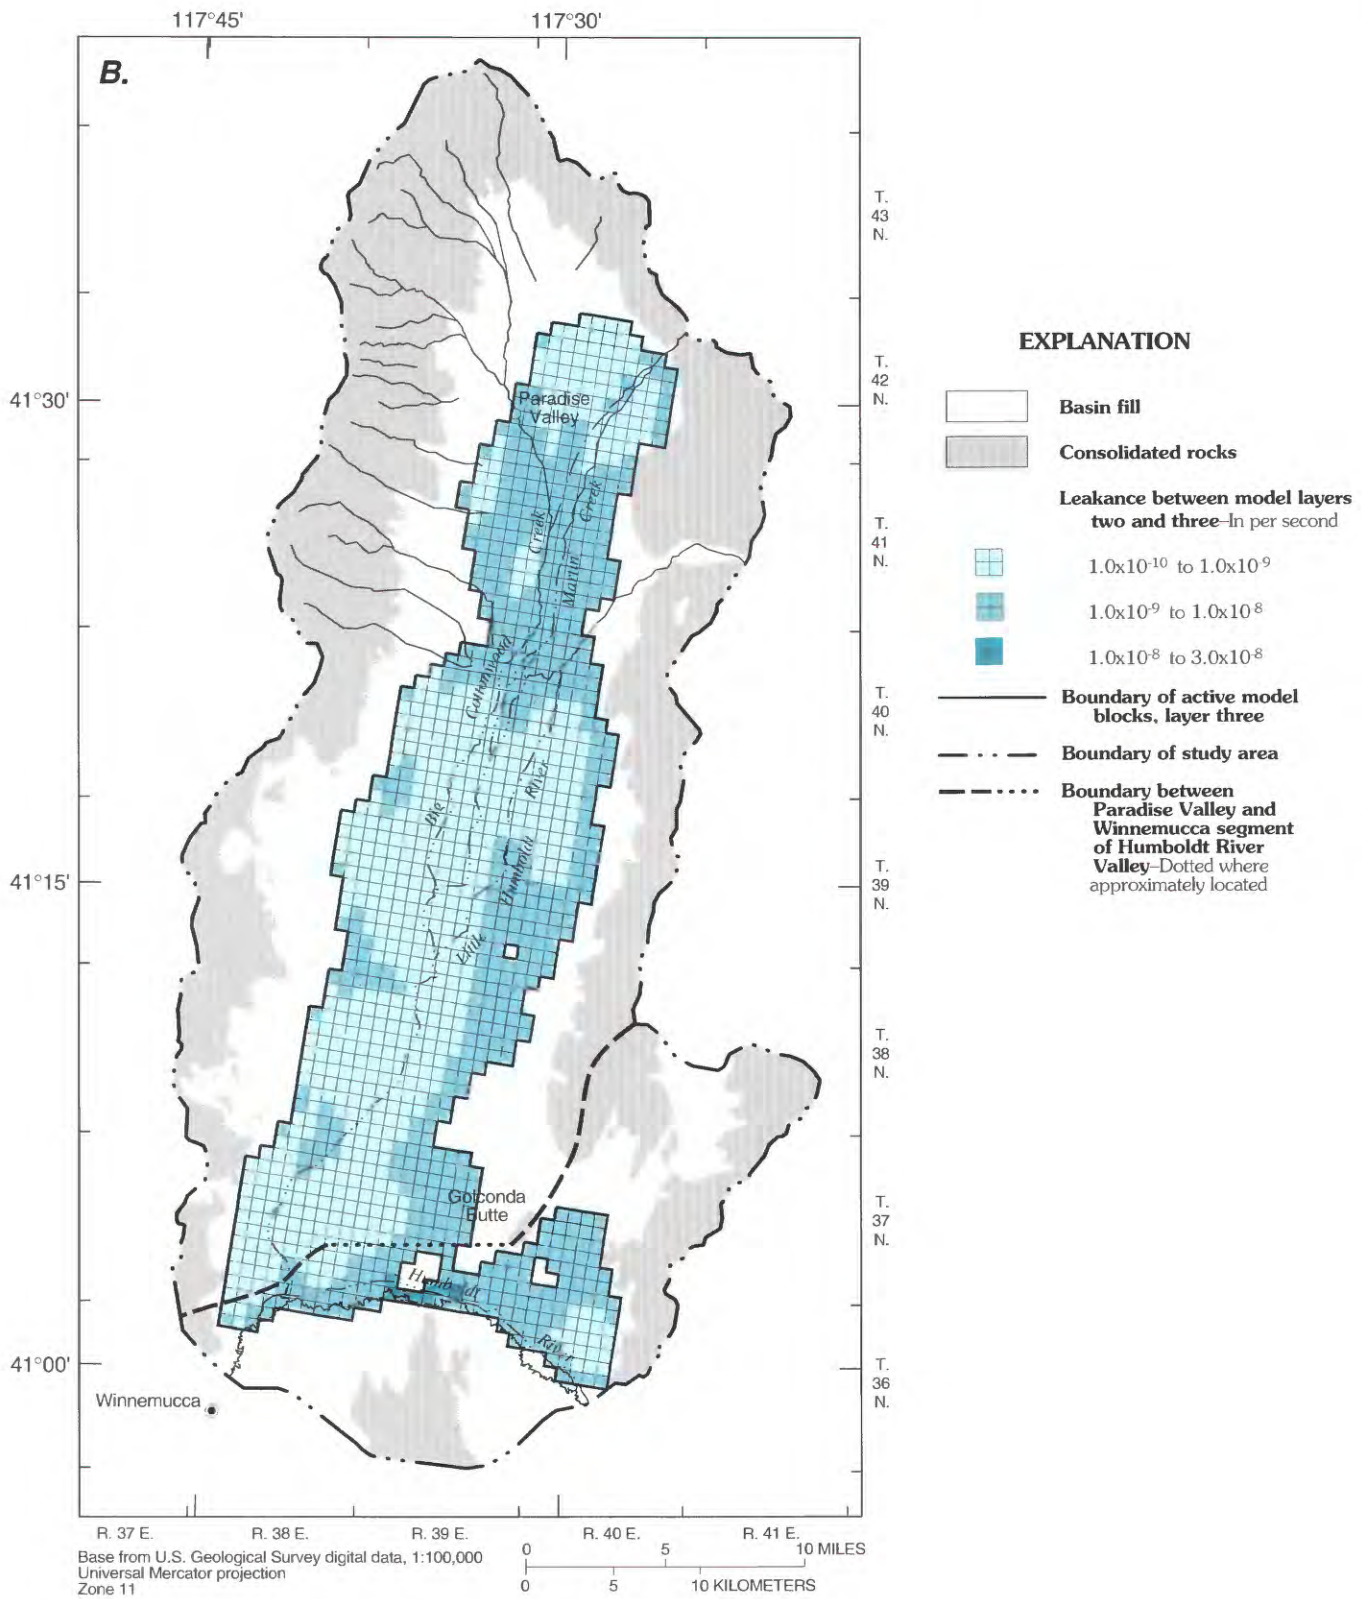 117°45' 117°30'
B.
41°30'
41°15'
41°00'
T.
43
N.
T.
42
N.
T.
41
N.
T.
40
N.
T.
39
N.
T.
38
N.
T.
37
N.
T.
36
N.
Paradise
Valley
Creek
Creek
Martin
Cottonwood
River
Big
Humboldt
Little
Golconda
Butte
Humboldt
River
Winnemucca
R. 37 E. R. 38 E. R. 39 E. R. 40 E. R. 41 E.
Base from U.S. Geological Survey digital data, 1:100,000
Universal Mercator projection
Zone 11
0 5 10 MILES
0 5 10 KILOMETERS
EXPLANATION
Basin fill
Consolidated rocks
Leakance between model layers
two and three–In per second
1.0x10⁻¹⁰ to 1.0x10⁻⁹
1.0x10⁻⁹ to 1.0x10⁻⁸
1.0x10⁻⁸ to 3.0x10⁻⁸
Boundary of active model
blocks, layer three
Boundary of study area
Boundary between
Paradise Valley and
Winnemucca segment
of Humboldt River
Valley–Dotted where
approximately located